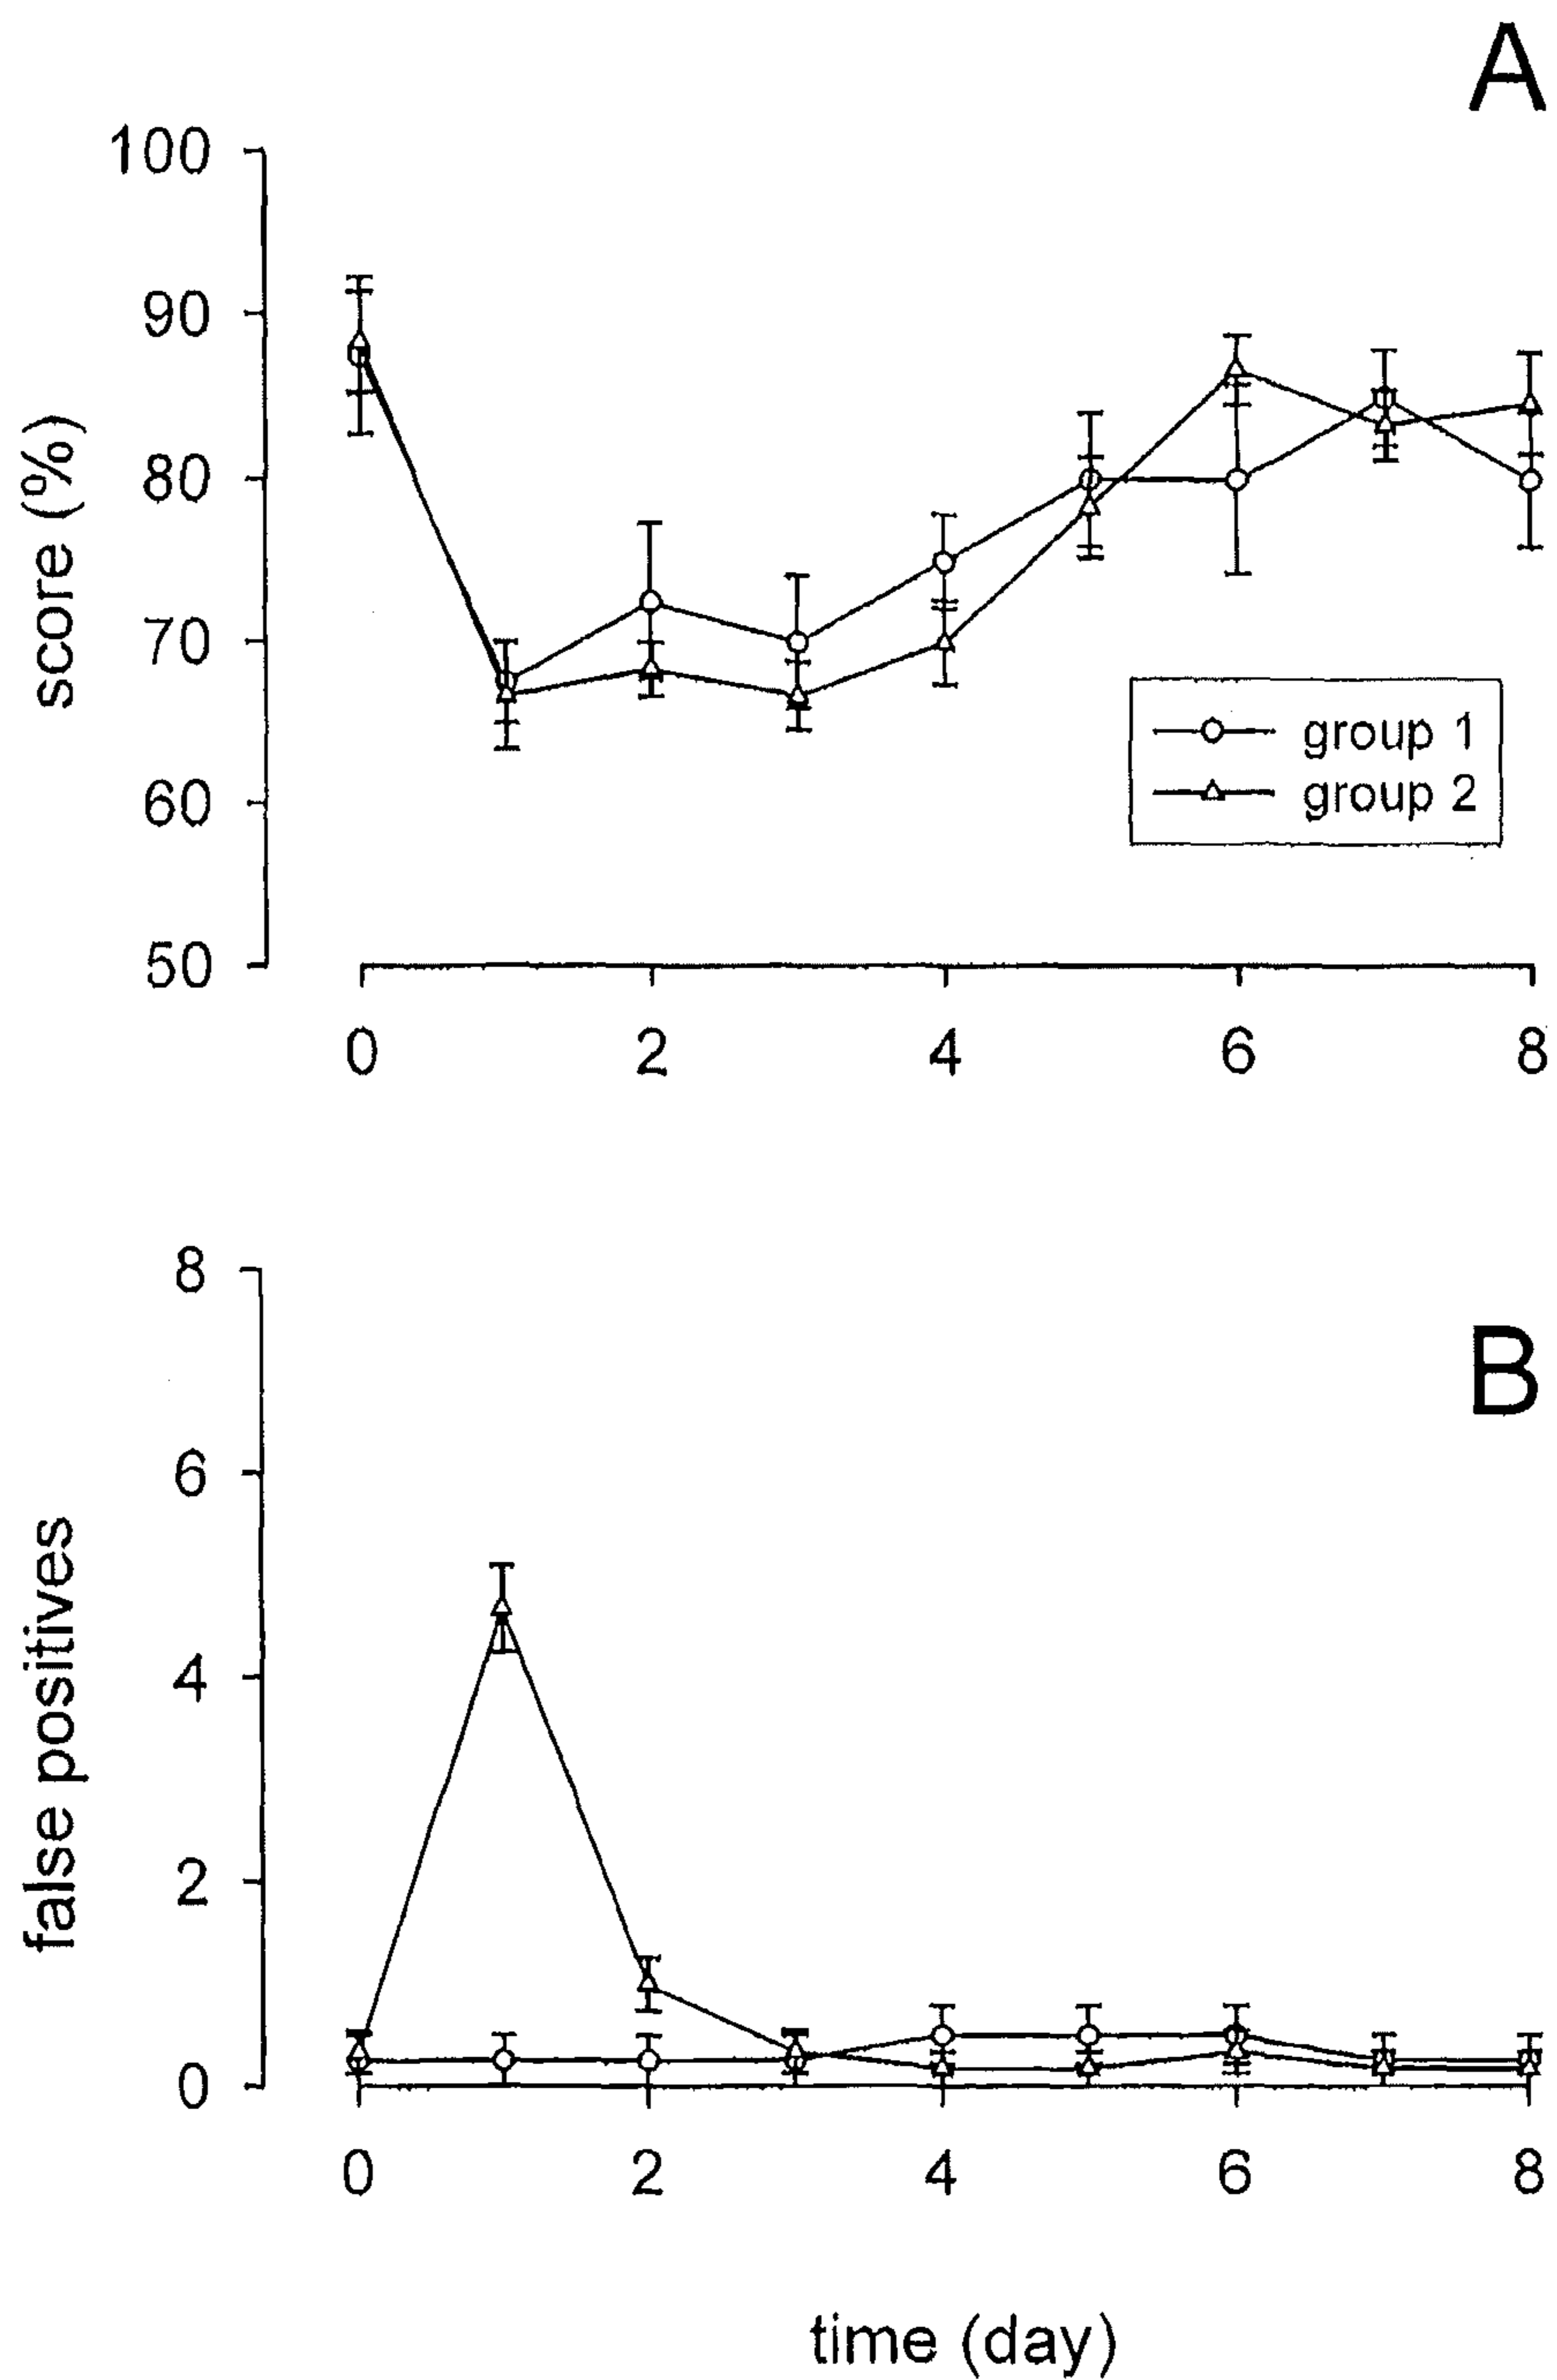 A
100
90
80
70
60
50
score (%)
group 1
group 2
0 2 4 6 8
B
8
6
4
2
0
false positives
0 2 4 6 8
time (day)